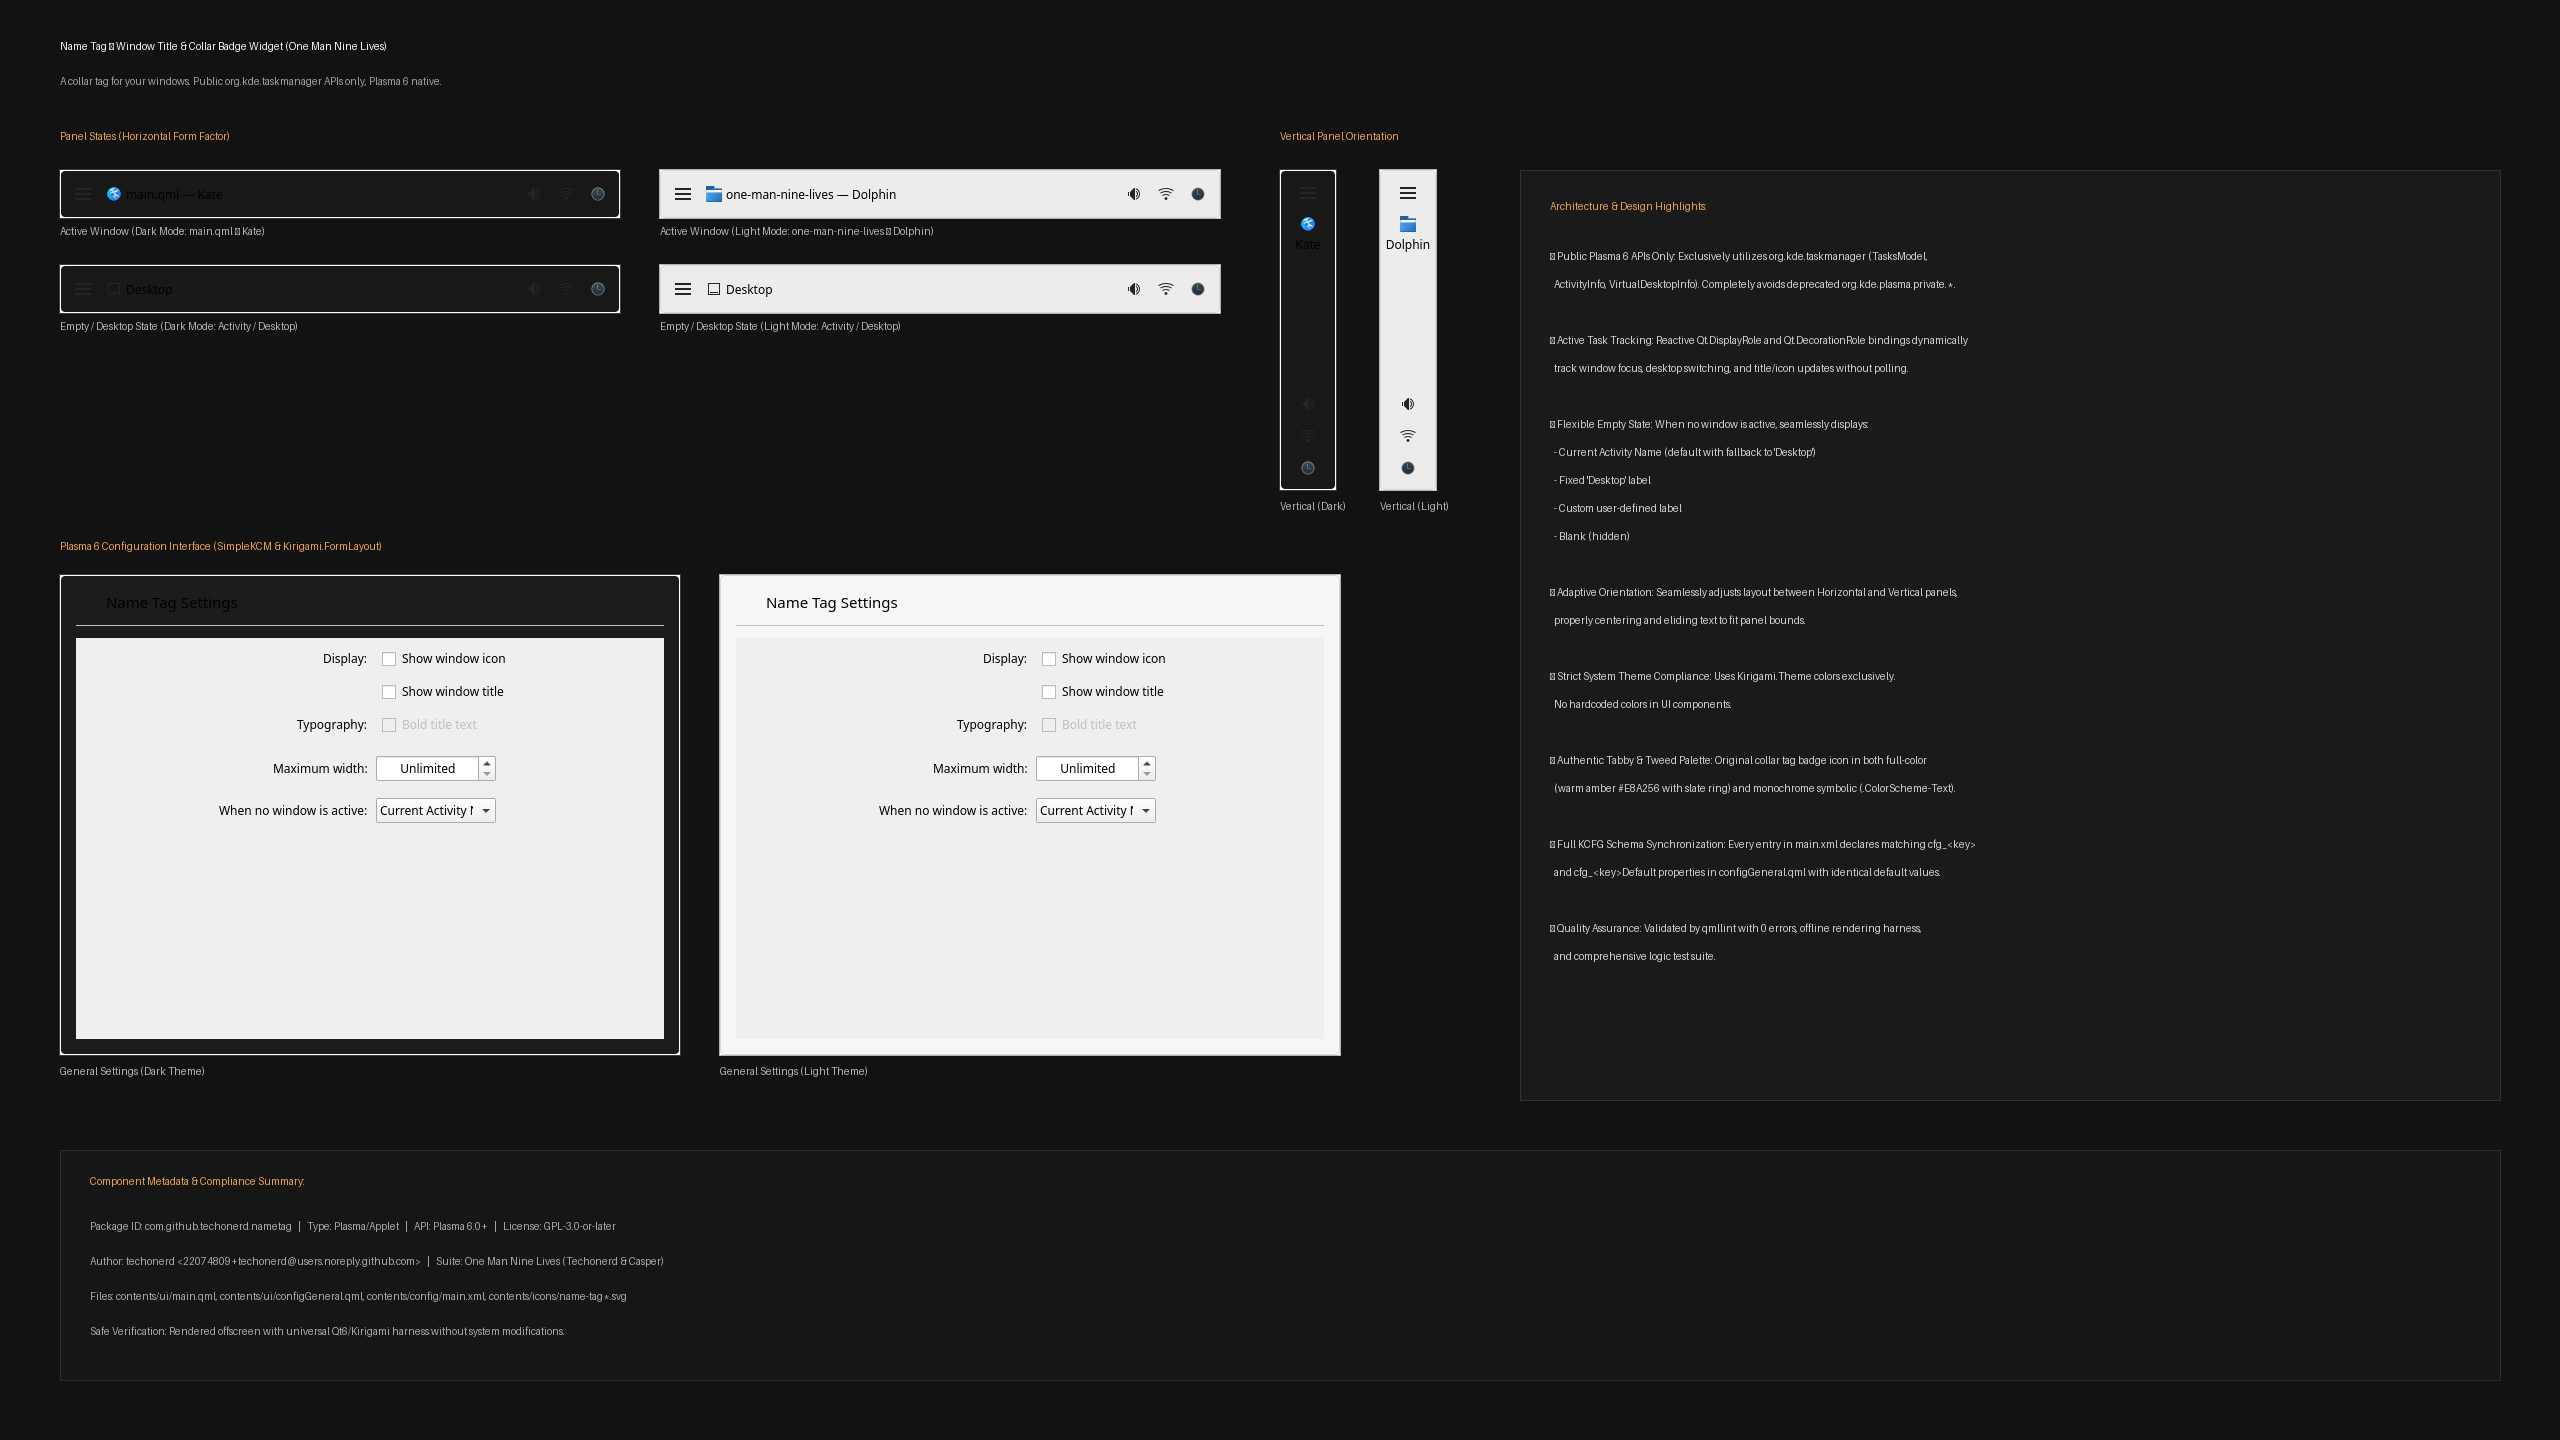 Name Tag Window Title & Collar Badge Widget (One Man Nine Lives)
A collar tag for your windows. Public org.kde.taskmanager APIs only, Plasma 6 native.
Panel States (Horizontal Form Factor)
main.qml — Kate
Active Window (Dark Mode: main.qml Kate)
one-man-nine-lives — Dolphin
Active Window (Light Mode: one-man-nine-lives Dolphin)
Desktop
Empty / Desktop State (Dark Mode: Activity / Desktop)
Desktop
Empty / Desktop State (Light Mode: Activity / Desktop)
Vertical Panel Orientation
Kate
Dolphin
Vertical (Dark)
Vertical (Light)
Plasma 6 Configuration Interface (SimpleKCM & Kirigami.FormLayout)
Name Tag Settings
Display: Show window icon
Show window title
Typography: Bold title text
Maximum width: Unlimited
When no window is active: Current Activity
General Settings (Dark Theme)
Name Tag Settings
Display: Show window icon
Show window title
Typography: Bold title text
Maximum width: Unlimited
When no window is active: Current Activity
General Settings (Light Theme)
Architecture & Design Highlights:
Public Plasma 6 APIs Only: Exclusively utilizes org.kde.taskmanager (TasksModel,
ActivityInfo, VirtualDesktopInfo). Completely avoids deprecated org.kde.plasma.private.*.
Active Task Tracking: Reactive Qt.DisplayRole and Qt.DecorationRole bindings dynamically
track window focus, desktop switching, and title/icon updates without polling.
Flexible Empty State: When no window is active, seamlessly displays:
- Current Activity Name (default with fallback to 'Desktop')
- Fixed 'Desktop' label
- Custom user-defined label
- Blank (hidden)
Adaptive Orientation: Seamlessly adjusts layout between Horizontal and Vertical panels,
properly centering and eliding text to fit panel bounds.
Strict System Theme Compliance: Uses Kirigami.Theme colors exclusively.
No hardcoded colors in UI components.
Authentic Tabby & Tweed Palette: Original collar tag badge icon in both full-color
(warm amber #E8A256 with slate ring) and monochrome symbolic (.ColorScheme-Text).
Full KCFG Schema Synchronization: Every entry in main.xml declares matching cfg_<key>
and cfg_<key>Default properties in configGeneral.qml with identical default values.
Quality Assurance: Validated by qmllint with 0 errors, offline rendering harness,
and comprehensive logic test suite.
Component Metadata & Compliance Summary:
Package ID: com.github.techonerd.nametag | Type: Plasma/Applet | API: Plasma 6.0+ | License: GPL-3.0-or-later
Author: techonerd <22074809+techonerd@users.noreply.github.com> | Suite: One Man Nine Lives (Techonerd & Casper)
Files: contents/ui/main.qml, contents/ui/configGeneral.qml, contents/config/main.xml, contents/icons/name-tag*.svg
Safe Verification: Rendered offscreen with universal Qt6/Kirigami harness without system modifications.